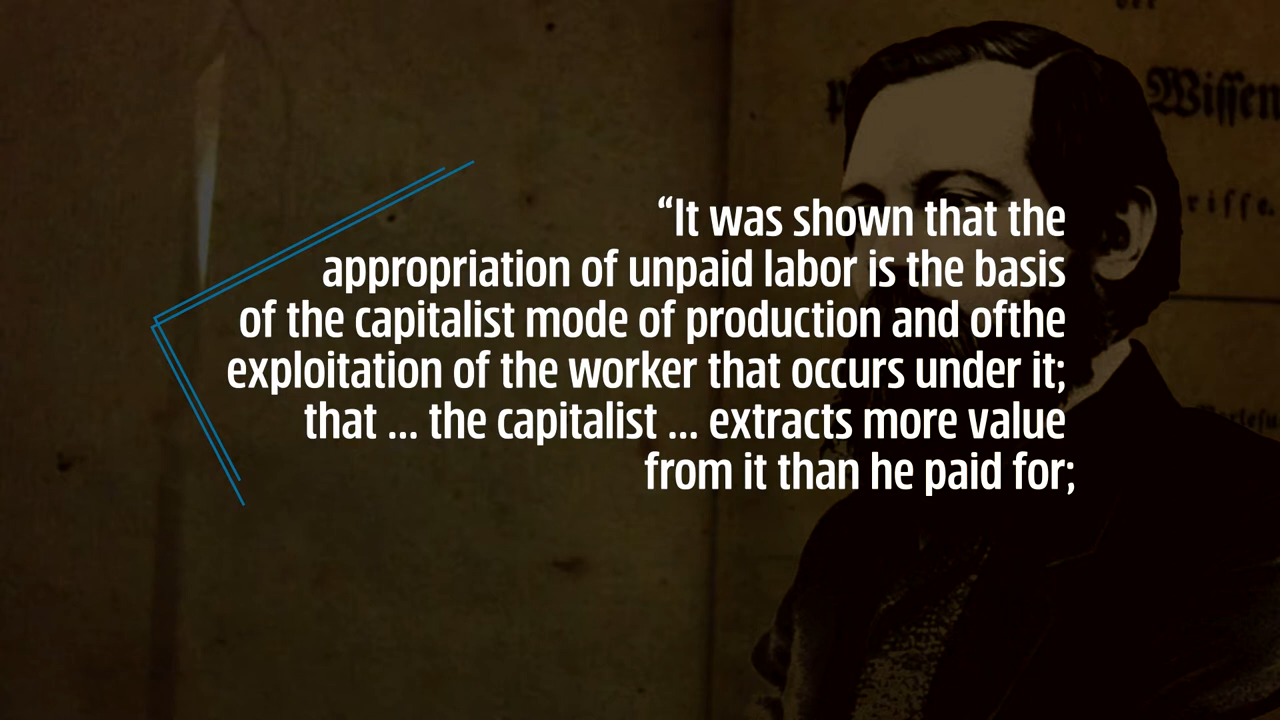 der
Wissen
“It was shown that the
appropriation of unpaid labor is the basis
of the capitalist mode of production and ofthe
exploitation of the worker that occurs under it;
that ... the capitalist ... extracts more value
from it than he paid for;